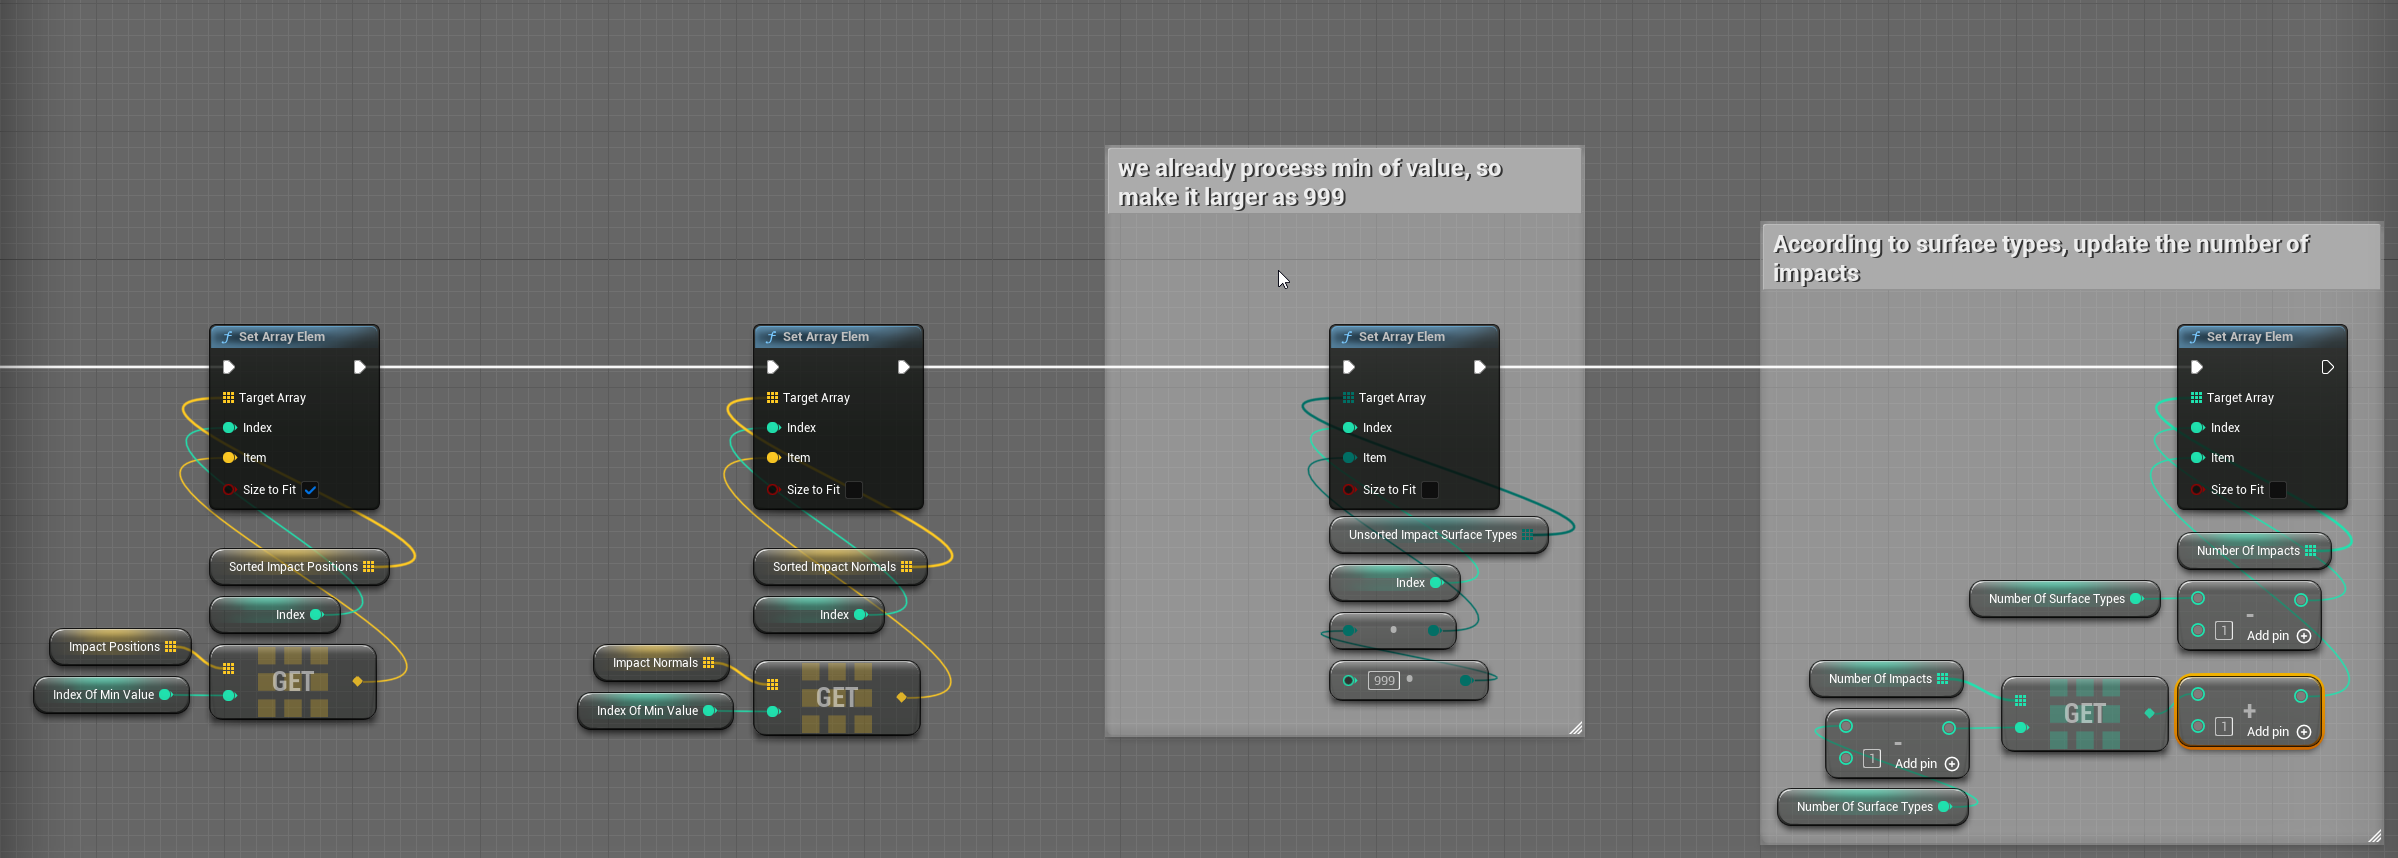 we already process min of value, so
make it larger as 999
According to surface types, update the number of
impacts
f Set Array Elem
Target Array
Index
Item
Size to Fit
Sorted Impact Positions
Index
Impact Positions
Index Of Min Value
GET
f Set Array Elem
Target Array
Index
Item
Size to Fit
Sorted Impact Normals
Index
Impact Normals
Index Of Min Value
GET
f Set Array Elem
Target Array
Index
Item
Size to Fit
Unsorted Impact Surface Types
Index
999
f Set Array Elem
Target Array
Index
Item
Size to Fit
Number Of Impacts
Number Of Surface Types
-
1 Add pin
Number Of Impacts
GET
+
1 Add pin
-
1 Add pin
Number Of Surface Types